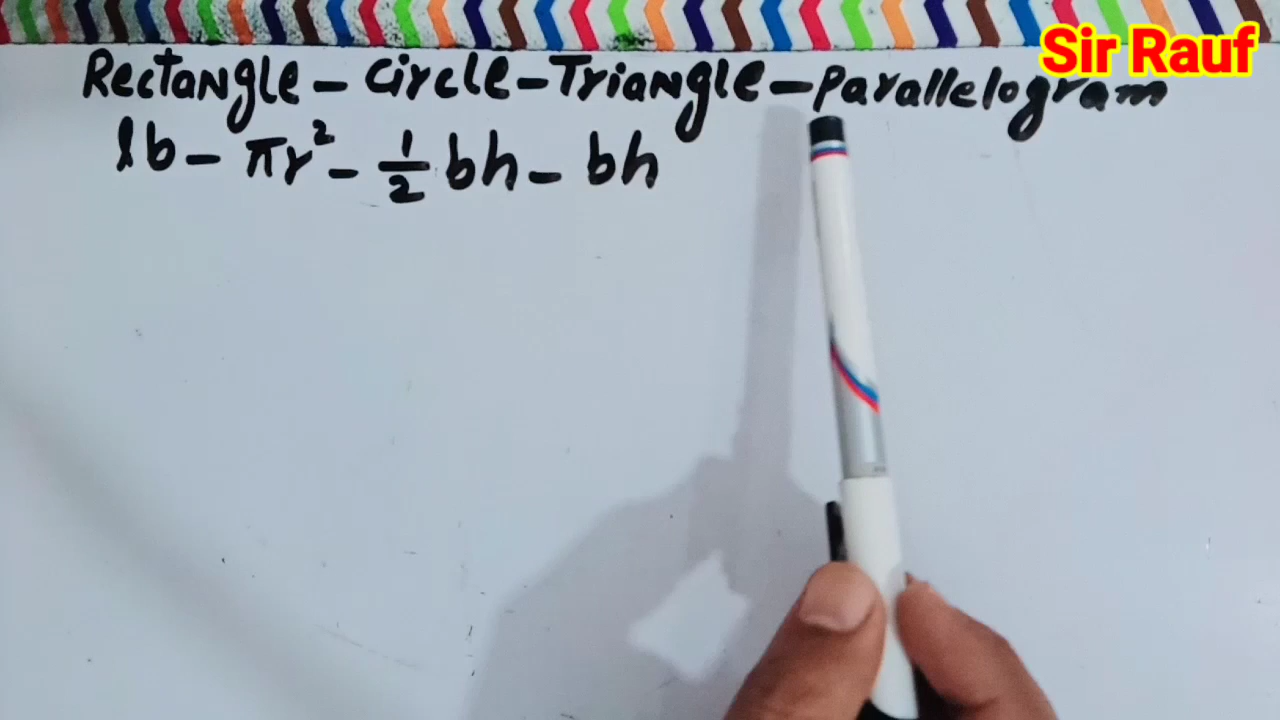 Sir Rauf
Rectangle - Circle - Triangle - Parallelogram
lb - πr² - 1/2 bh - bh